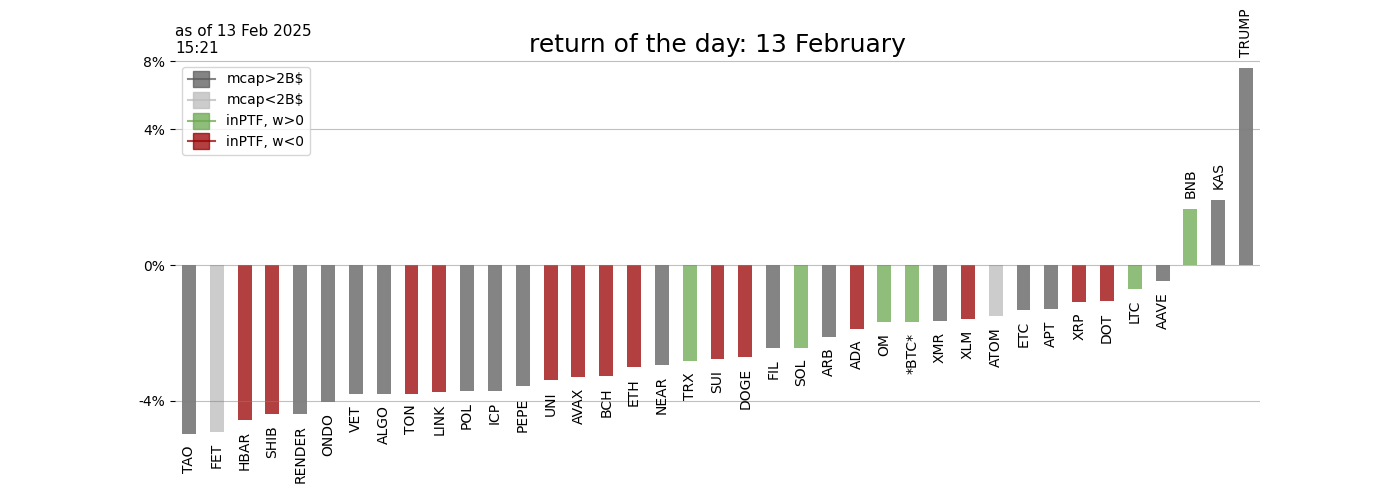 as of 13 Feb 2025
15:21
return of the day: 13 February
TRUMP
8%
4%
0%
-4%
mcap>2B$
mcap<2B$
inPTF, w>0
inPTF, w<0
TAO
FET
HBAR
SHIB
RENDER
ONDO
VET
ALGO
TON
LINK
POL
ICP
PEPE
UNI
AVAX
BCH
ETH
NEAR
TRX
SUI
DOGE
FIL
SOL
ARB
ADA
OM
*BTC*
XMR
XLM
ATOM
ETC
APT
XRP
DOT
LTC
AAVE
BNB
KAS